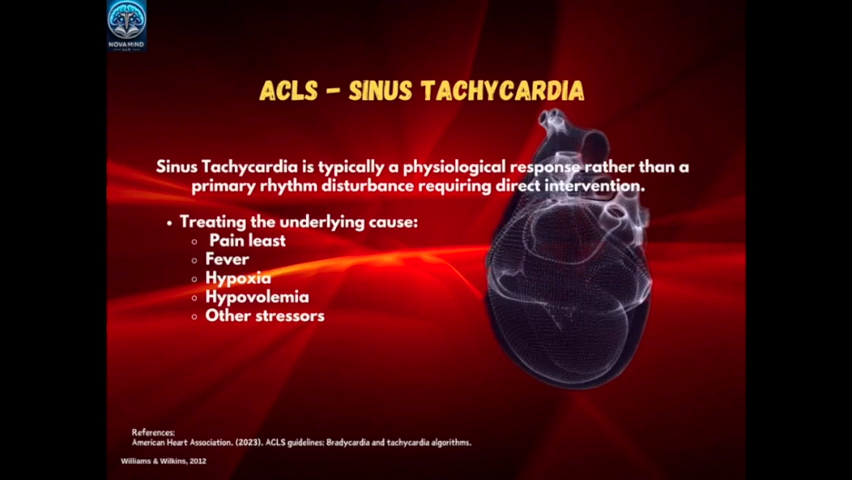 NOVA MIND
ACLS – SINUS TACHYCARDIA
Sinus Tachycardia is typically a physiological response rather than a
primary rhythm disturbance requiring direct intervention.
• Treating the underlying cause:
○ Pain least
○ Fever
○ Hypoxia
○ Hypovolemia
○ Other stressors
References:
American Heart Association. (2023). ACLS guidelines: Bradycardia and tachycardia algorithms.
Williams & Wilkins, 2012